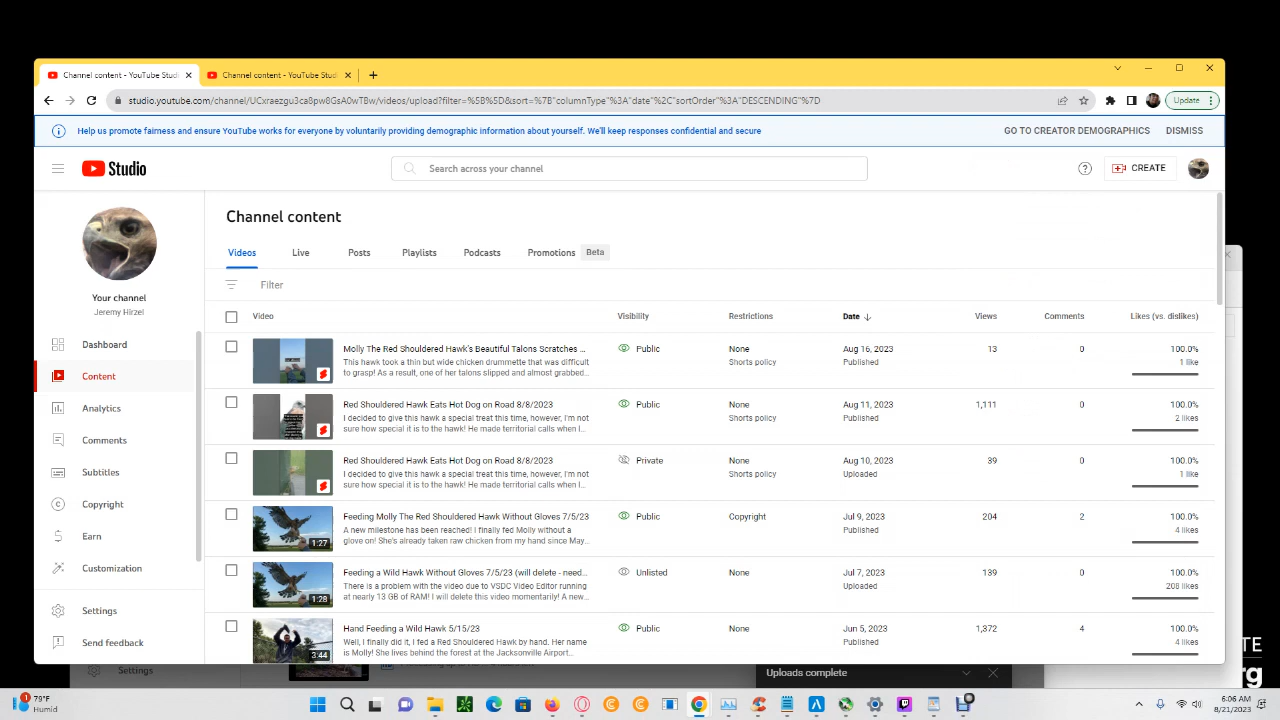 Channel content - YouTube Studi
Channel content - YouTube Studi
studio.youtube.com/channel/UCxraezgu3ca8pw8GsA0wTBw/videos/upload?filter=%5B%5D&sort=%7B"columnType"%3A"date"%2C"sortOrder"%3A"DESCENDING"%7D
Update
Help us promote fairness and ensure YouTube works for everyone by voluntarily providing demographic information about yourself. We'll keep responses confidential and secure
GO TO CREATOR DEMOGRAPHICS DISMISS
Studio
Search across your channel
CREATE
Your channel
Jeremy Hirzel
Dashboard
Content
Analytics
Comments
Subtitles
Copyright
Earn
Customization
Settings
Send feedback
Channel content
Videos Live Posts Playlists Podcasts Promotions Beta
Filter
Video Visibility Restrictions Date Views Comments Likes (vs. dislikes)
Molly The Red Shouldered Hawk's Beautiful Talons Scratches ... Public None Aug 16, 2023 13 0 100.0%
This hawk took a thin but wide chicken drummette that was difficult Shorts policy Published 1 like
to grasp! As a result, one of her talons slipped and almost grabbed...
Red Shouldered Hawk Eats Hot Dog on Road 8/8/2023 Public None Aug 11, 2023 1,111 0 100.0%
I decided to give this hawk a special treat this time, however, I'm not Shorts policy Published 2 likes
sure how special it is to the hawk! He made territorial calls when I...
Red Shouldered Hawk Eats Hot Dog on Road 8/8/2023 Private None Aug 10, 2023 39 0 100.0%
I decided to give this hawk a special treat this time, however, I'm not Shorts policy Uploaded 1 like
sure how special it is to the hawk! He made territorial calls when I...
Feeding Molly The Red Shouldered Hawk Without Gloves 7/5/23 Public Copyright Jul 9, 2023 204 2 100.0%
A new milestone has been reached! I finally fed Molly without a Published 4 likes
glove on! She's already taken raw chicken from my hand since May...
1:27
Feeding a Wild Hawk Without Gloves 7/5/23 (will delete - need... Unlisted None Jul 7, 2023 139 0 100.0%
There is a problem with the video due to VSDC Video Editor running Uploaded 208 likes
at nearly 13 GB of RAM! I will delete this video momentarily! A new...
1:28
Hand Feeding a Wild Hawk 5/15/23 Public None Jun 5, 2023 1,372 4 100.0%
Well, I finally did it, I fed a Red Shouldered Hawk by hand. Her name Published 4 likes
is Molly! She lives behind the forest at the Jacksonville Airport...
3:44
Settings
Uploads complete
TE
rg
1
79°F
Humid
6:06 AM
8/21/2023